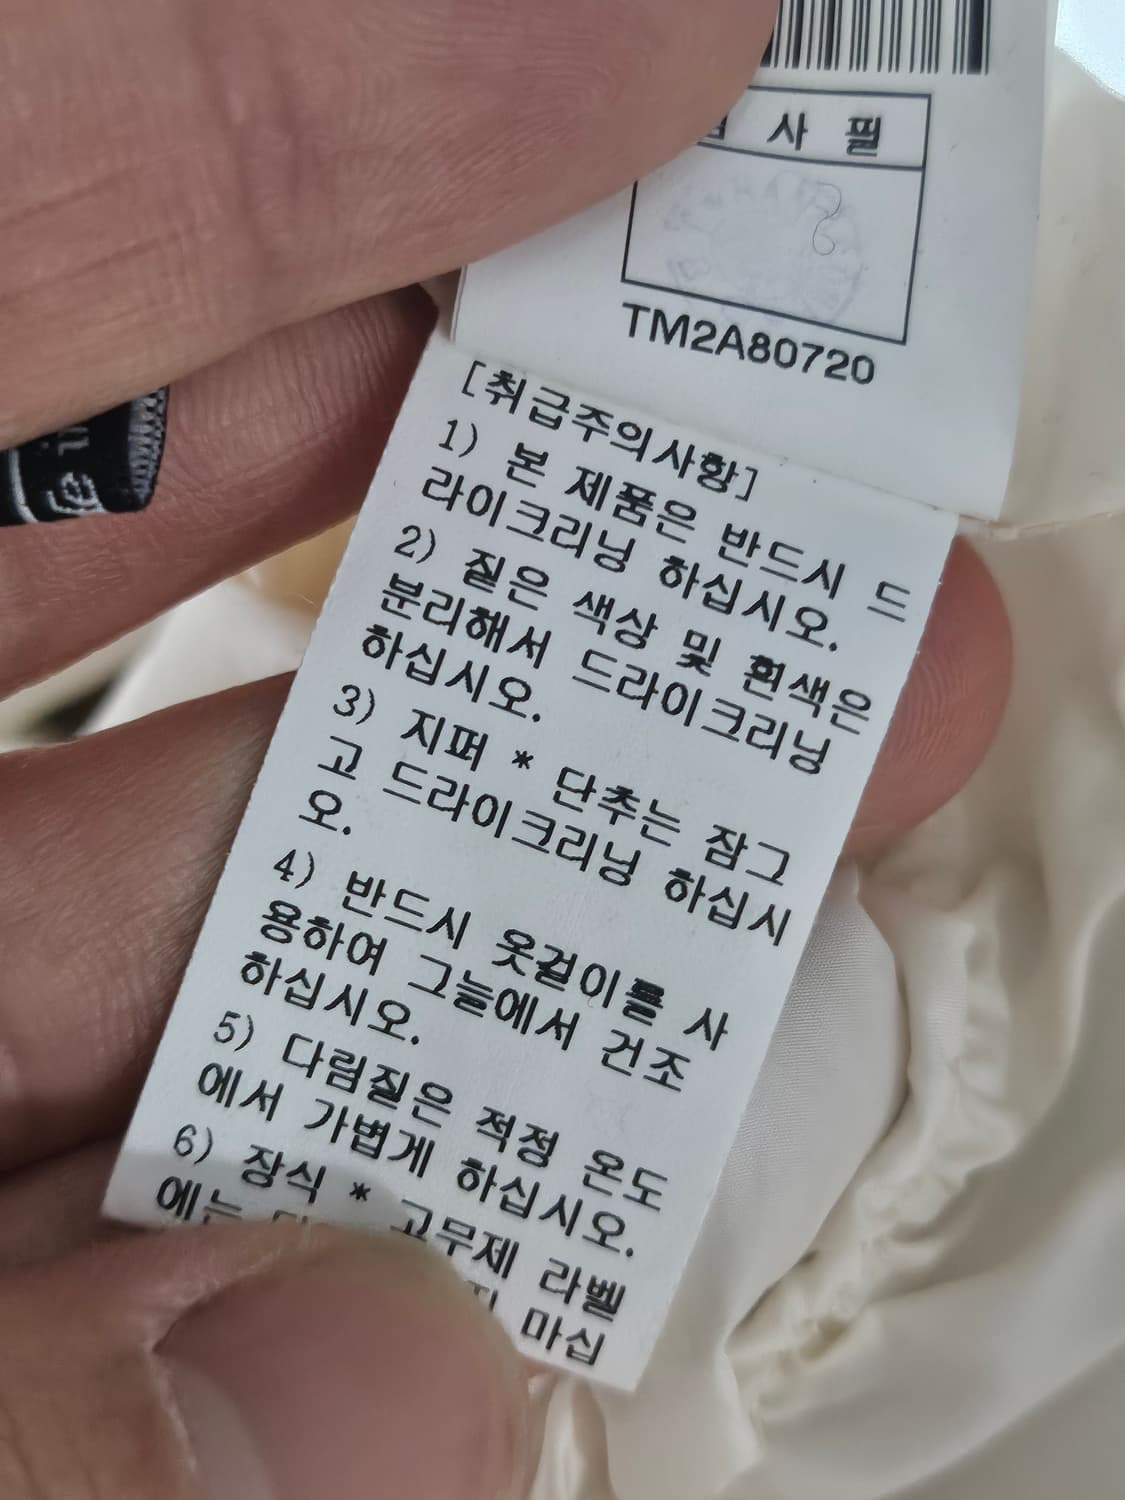 사 필
TM2A80720
[취급주의사항]
1) 본 제품은 반드시 드
라이크리닝 하십시오.
2) 짙은 색상 및 흰색은
분리해서 드라이크리닝
하십시오.
3) 지퍼 * 단추는 잠그
고 드라이크리닝 하십시
오.
4) 반드시 옷걸이를 사
용하여 그늘에서 건조
하십시오.
5) 다림질은 적정 온도
에서 가볍게 하십시오.
6) 장식 * 고무제 라벨
에는 마십